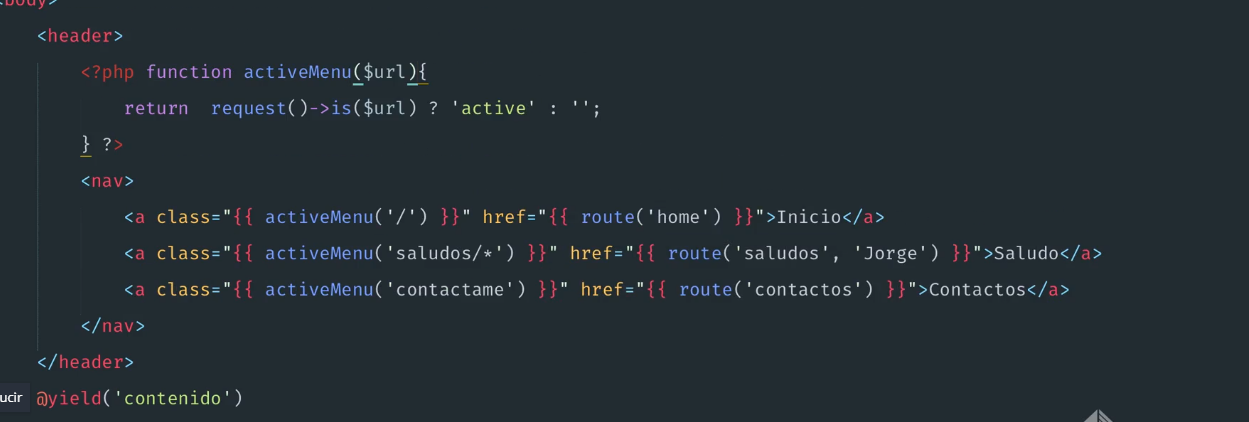 <body>
<header>
<?php function activeMenu($url){
return  request()->is($url) ? 'active' : '';
} ?>
<nav>
<a class="{{ activeMenu('/') }}" href="{{ route('home') }}">Inicio</a>
<a class="{{ activeMenu('saludos/*') }}" href="{{ route('saludos', 'Jorge') }}">Saludo</a>
<a class="{{ activeMenu('contactame') }}" href="{{ route('contactos') }}">Contactos</a>
</nav>
</header>
ucir @yield('contenido')